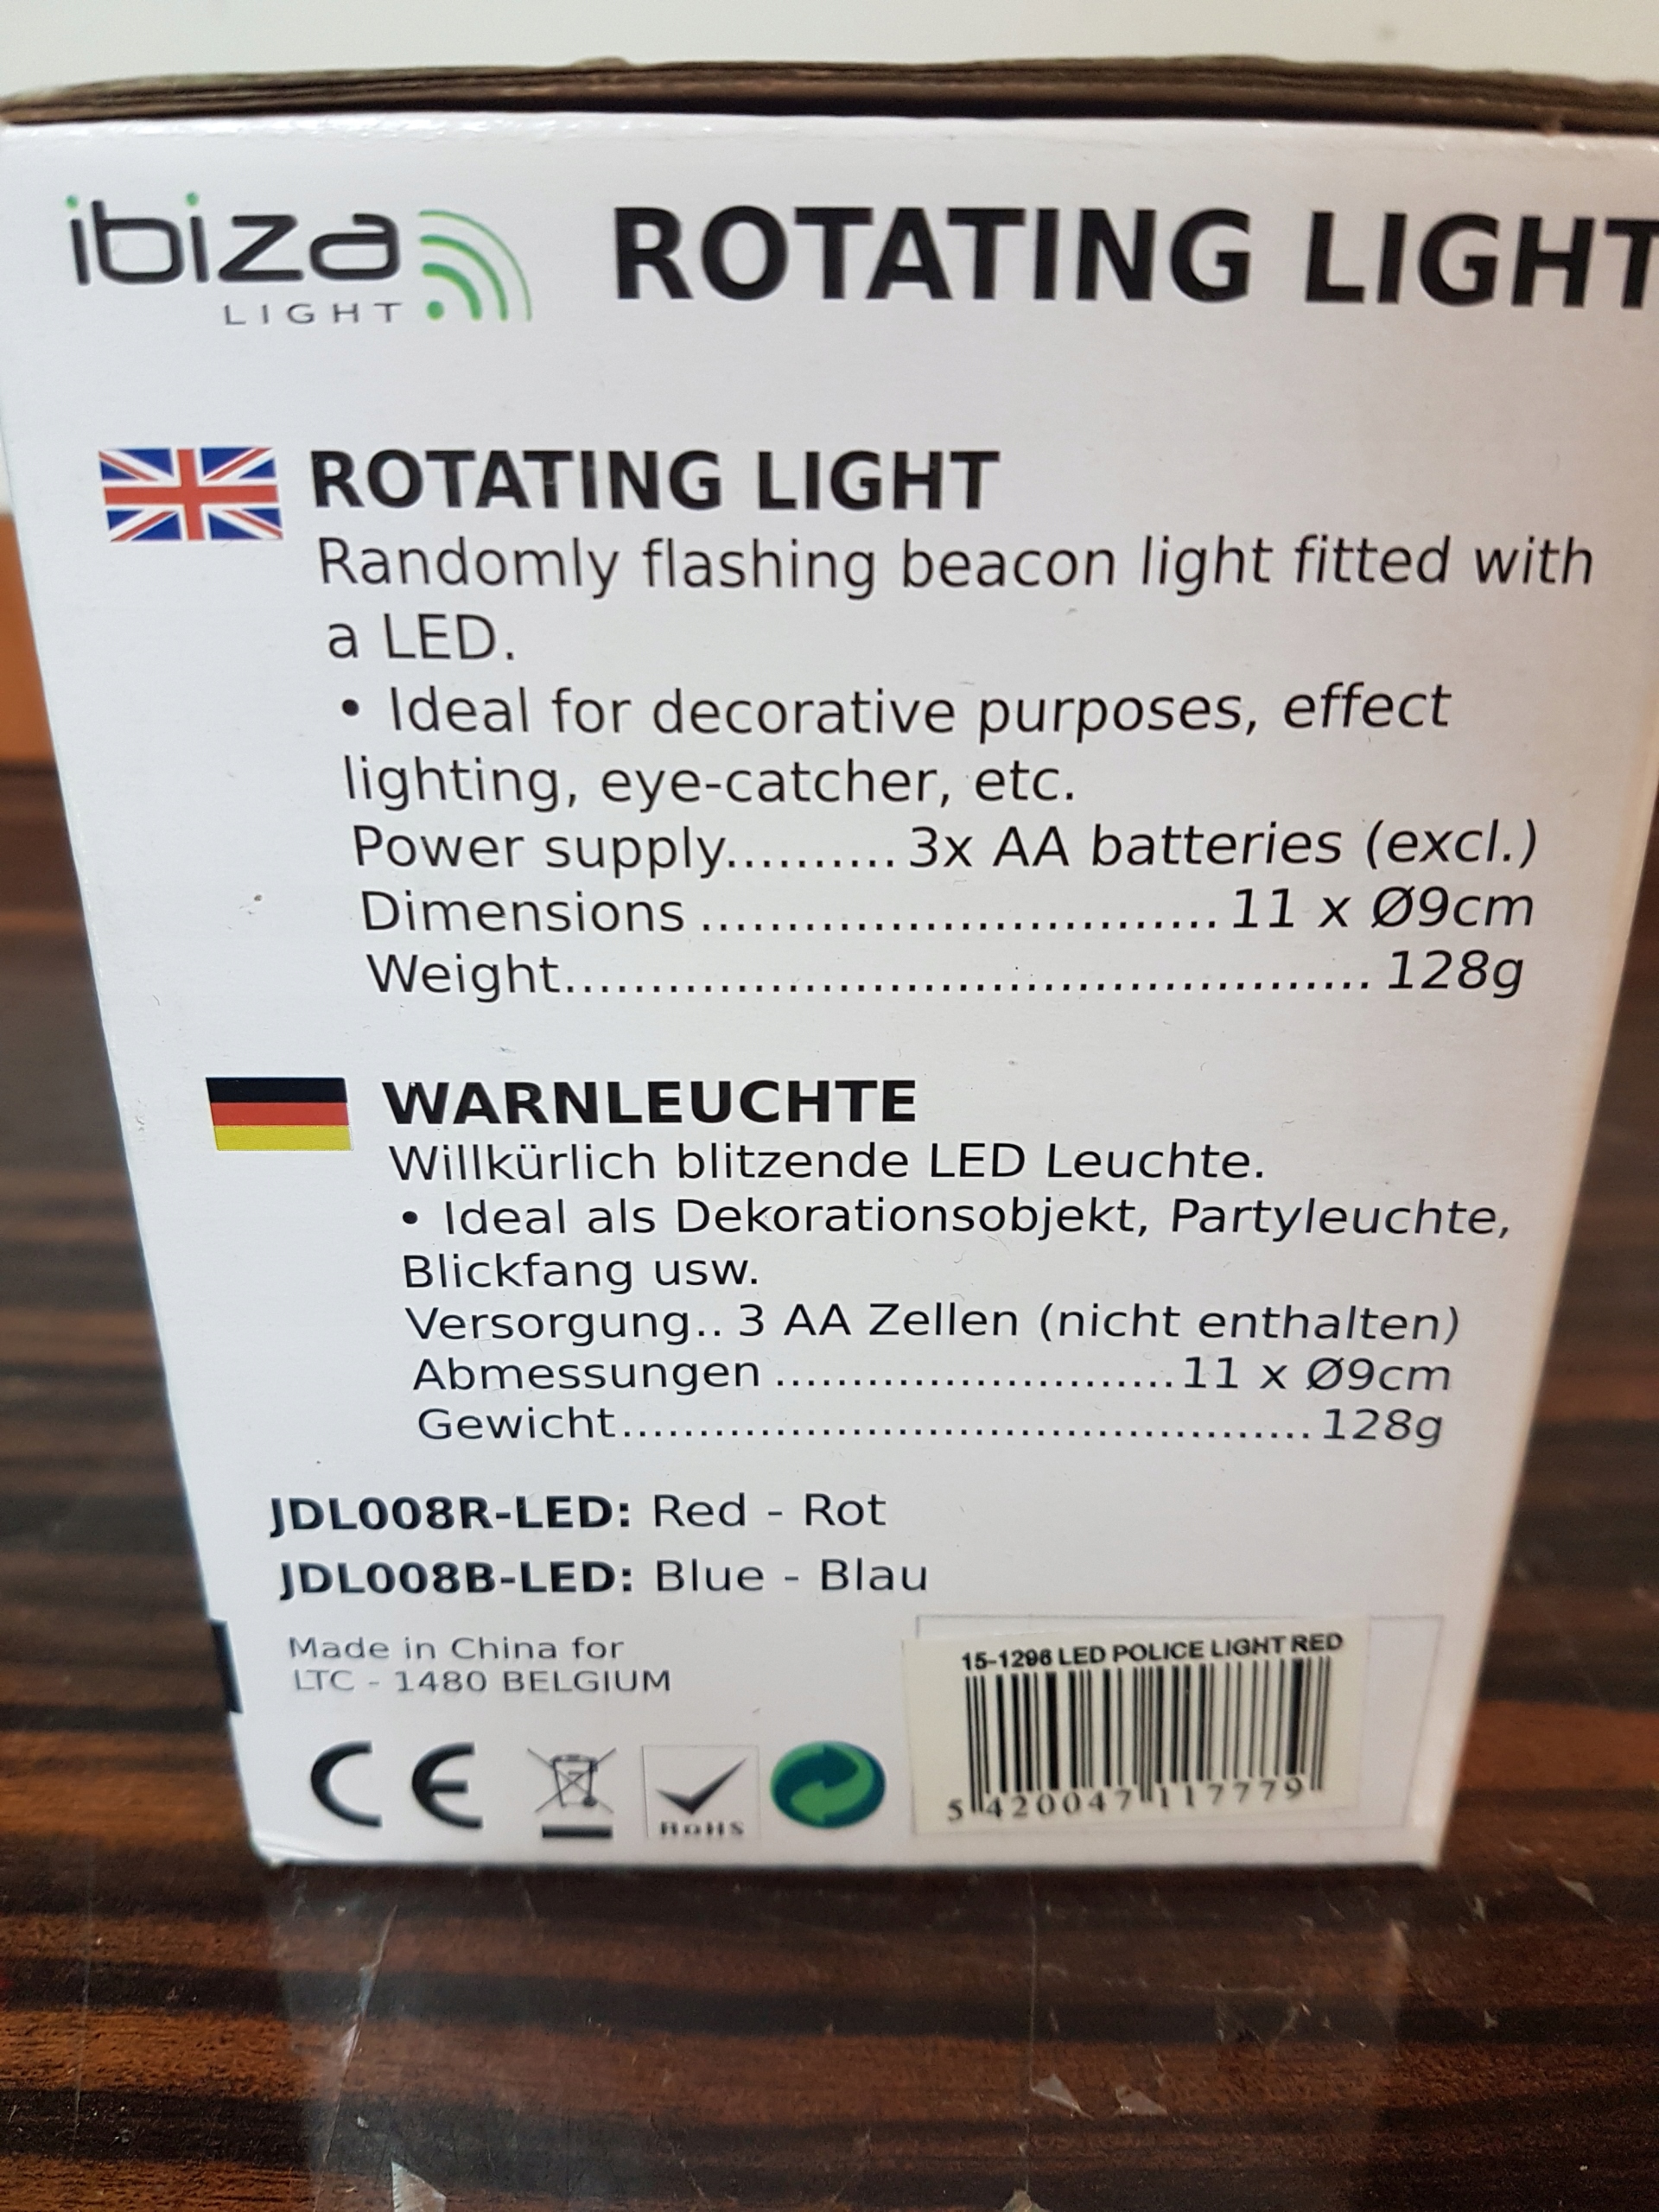 ibiza
LIGHT
ROTATING LIGHT
ROTATING LIGHT
Randomly flashing beacon light fitted with
a LED.
• Ideal for decorative purposes, effect
lighting, eye-catcher, etc.
Power supply..........3x AA batteries (excl.)
Dimensions ..............................11 x Ø9cm
Weight...............................................128g
WARNLEUCHTE
Willkürlich blitzende LED Leuchte.
• Ideal als Dekorationsobjekt, Partyleuchte,
Blickfang usw.
Versorgung.. 3 AA Zellen (nicht enthalten)
Abmessungen ..........................11 x Ø9cm
Gewicht.............................................128g
JDL008R-LED: Red - Rot
JDL008B-LED: Blue - Blau
Made in China for
LTC - 1480 BELGIUM
CE
RoHS
15-1296 LED POLICE LIGHT RED
5 420047 117779